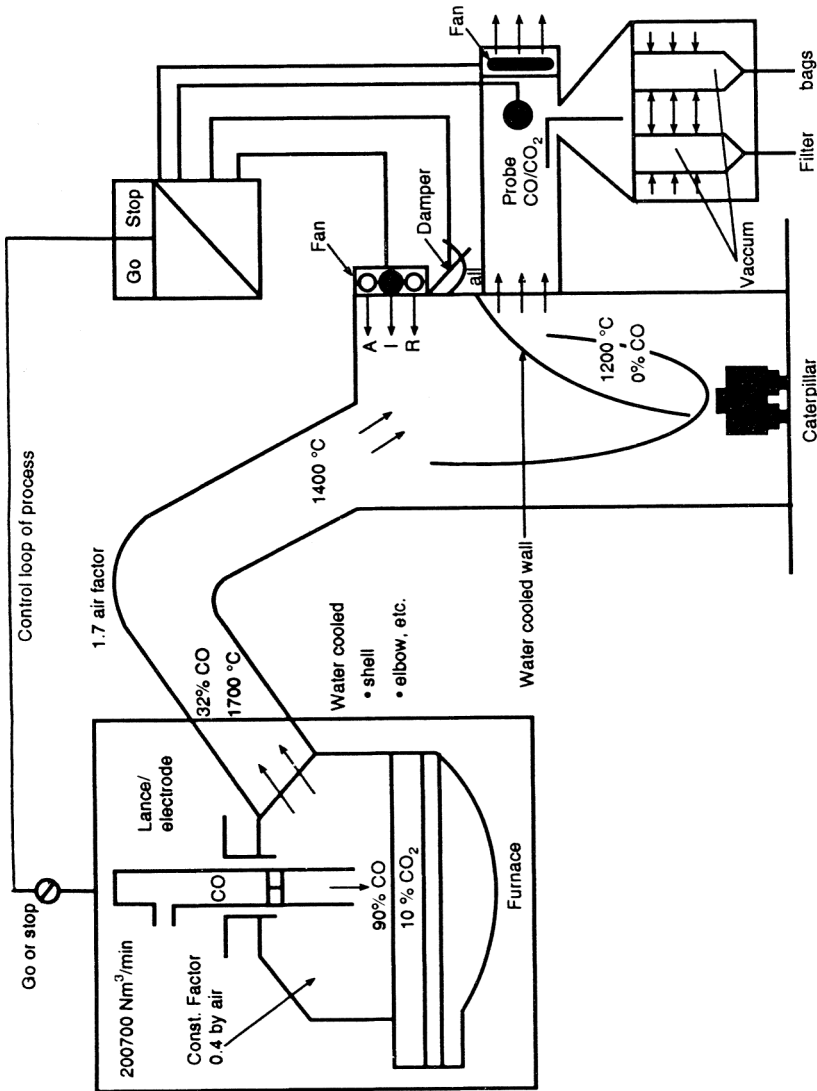 Control loop of process
Go or stop
Go
Stop
200700 Nm³/min
Lance/
electrode
CO
Const. Factor
0.4 by air
90% CO
10 % CO₂
Furnace
1.7 air factor
32% CO
1700 °C
Water cooled
• shell
• elbow, etc.
1400 °C
Water cooled wall
Fan
A
I
R
Damper
all
1200 °C
0% CO
Caterpillar
Probe
CO/CO₂
Fan
Vaccum
Filter
bags